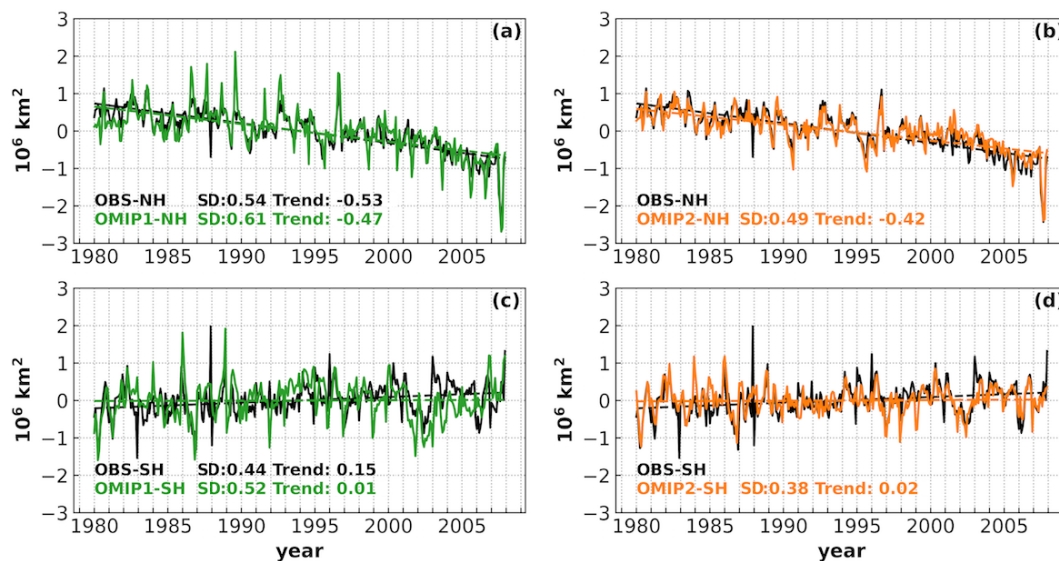 3
2
1
0
−1
−2
−3
10⁶ km²
(a)
OBS-NH SD:0.54 Trend: -0.53
OMIP1-NH SD:0.61 Trend: -0.47
1980 1985 1990 1995 2000 2005
3
2
1
0
−1
−2
−3
10⁶ km²
(b)
OBS-NH
OMIP2-NH SD:0.49 Trend: -0.42
1980 1985 1990 1995 2000 2005
3
2
1
0
−1
−2
−3
10⁶ km²
(c)
OBS-SH SD:0.44 Trend: 0.15
OMIP1-SH SD:0.52 Trend: 0.01
1980 1985 1990 1995 2000 2005
year
3
2
1
0
−1
−2
−3
10⁶ km²
(d)
OBS-SH
OMIP2-SH SD:0.38 Trend: 0.02
1980 1985 1990 1995 2000 2005
year